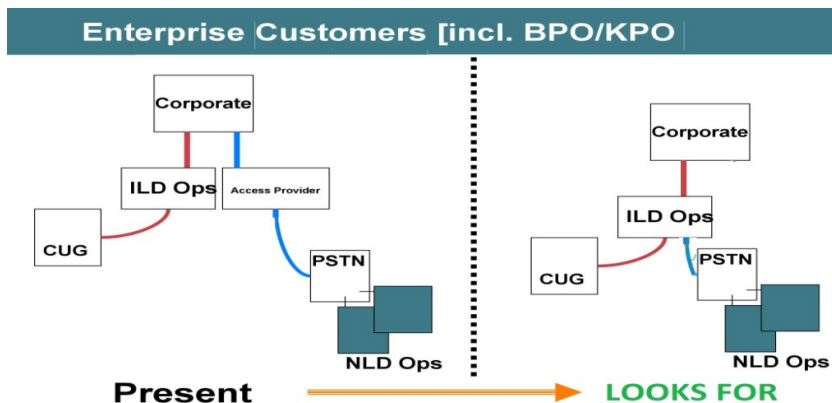 Enterprise Customers [incl. BPO/KPO
Corporate
ILD Ops
Access Provider
CUG
PSTN
NLD Ops
Present
Corporate
ILD Ops
CUG
PSTN
NLD Ops
LOOKS FOR